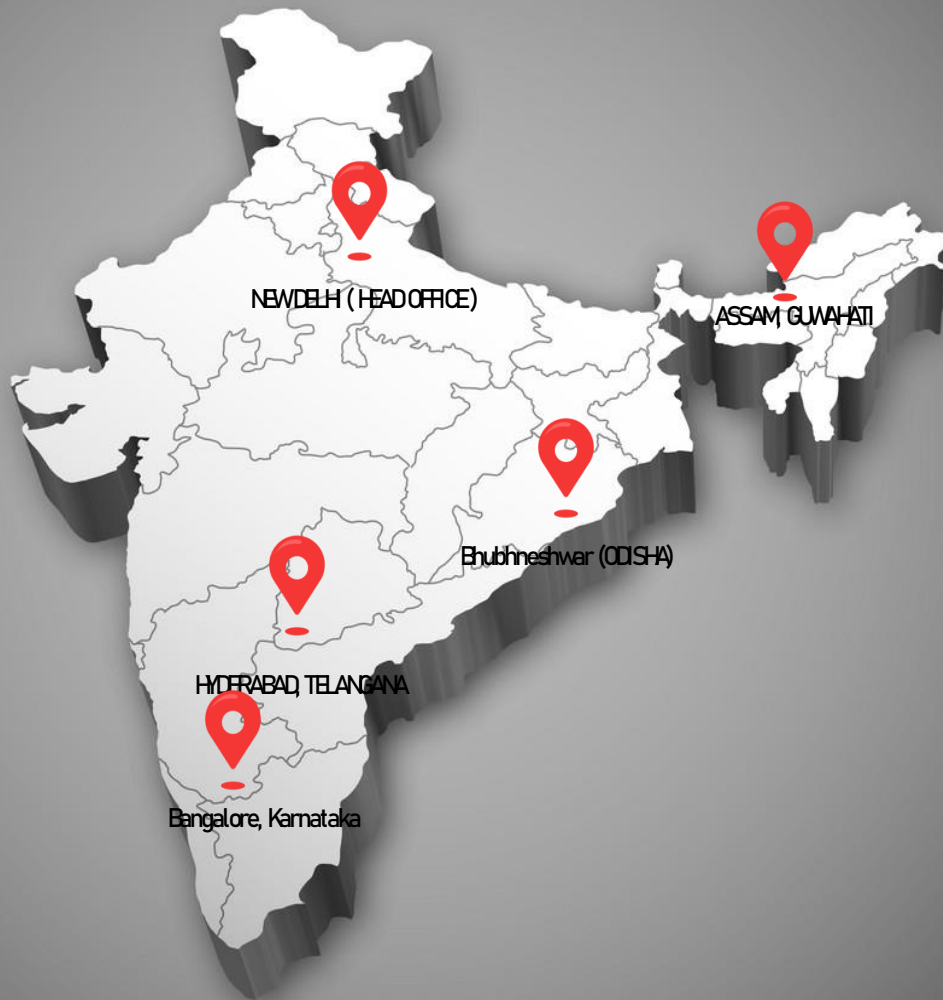 NEW DELHI ( HEAD OFFICE )
ASSAM, GUWAHATI
Bhubhneshwar (ODISHA)
HYDERABAD, TELANGANA
Bangalore, Karnataka